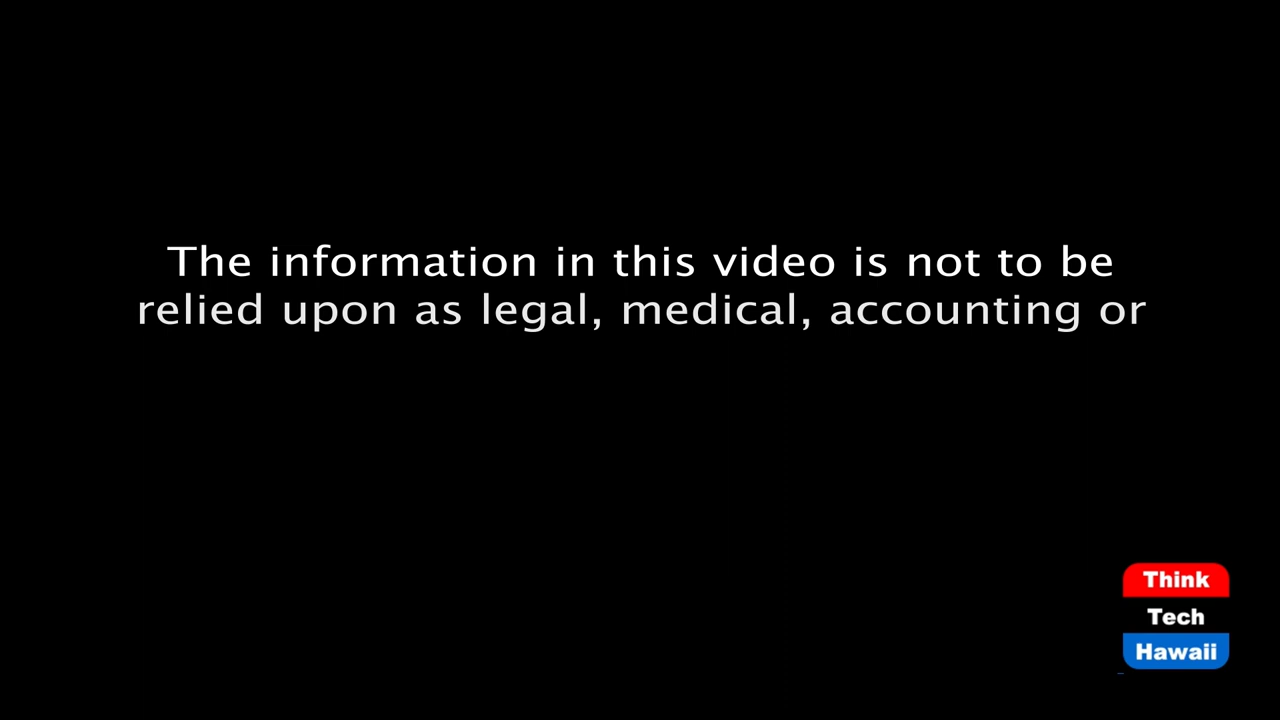 The information in this video is not to be
relied upon as legal, medical, accounting or
Think
Tech
Hawaii